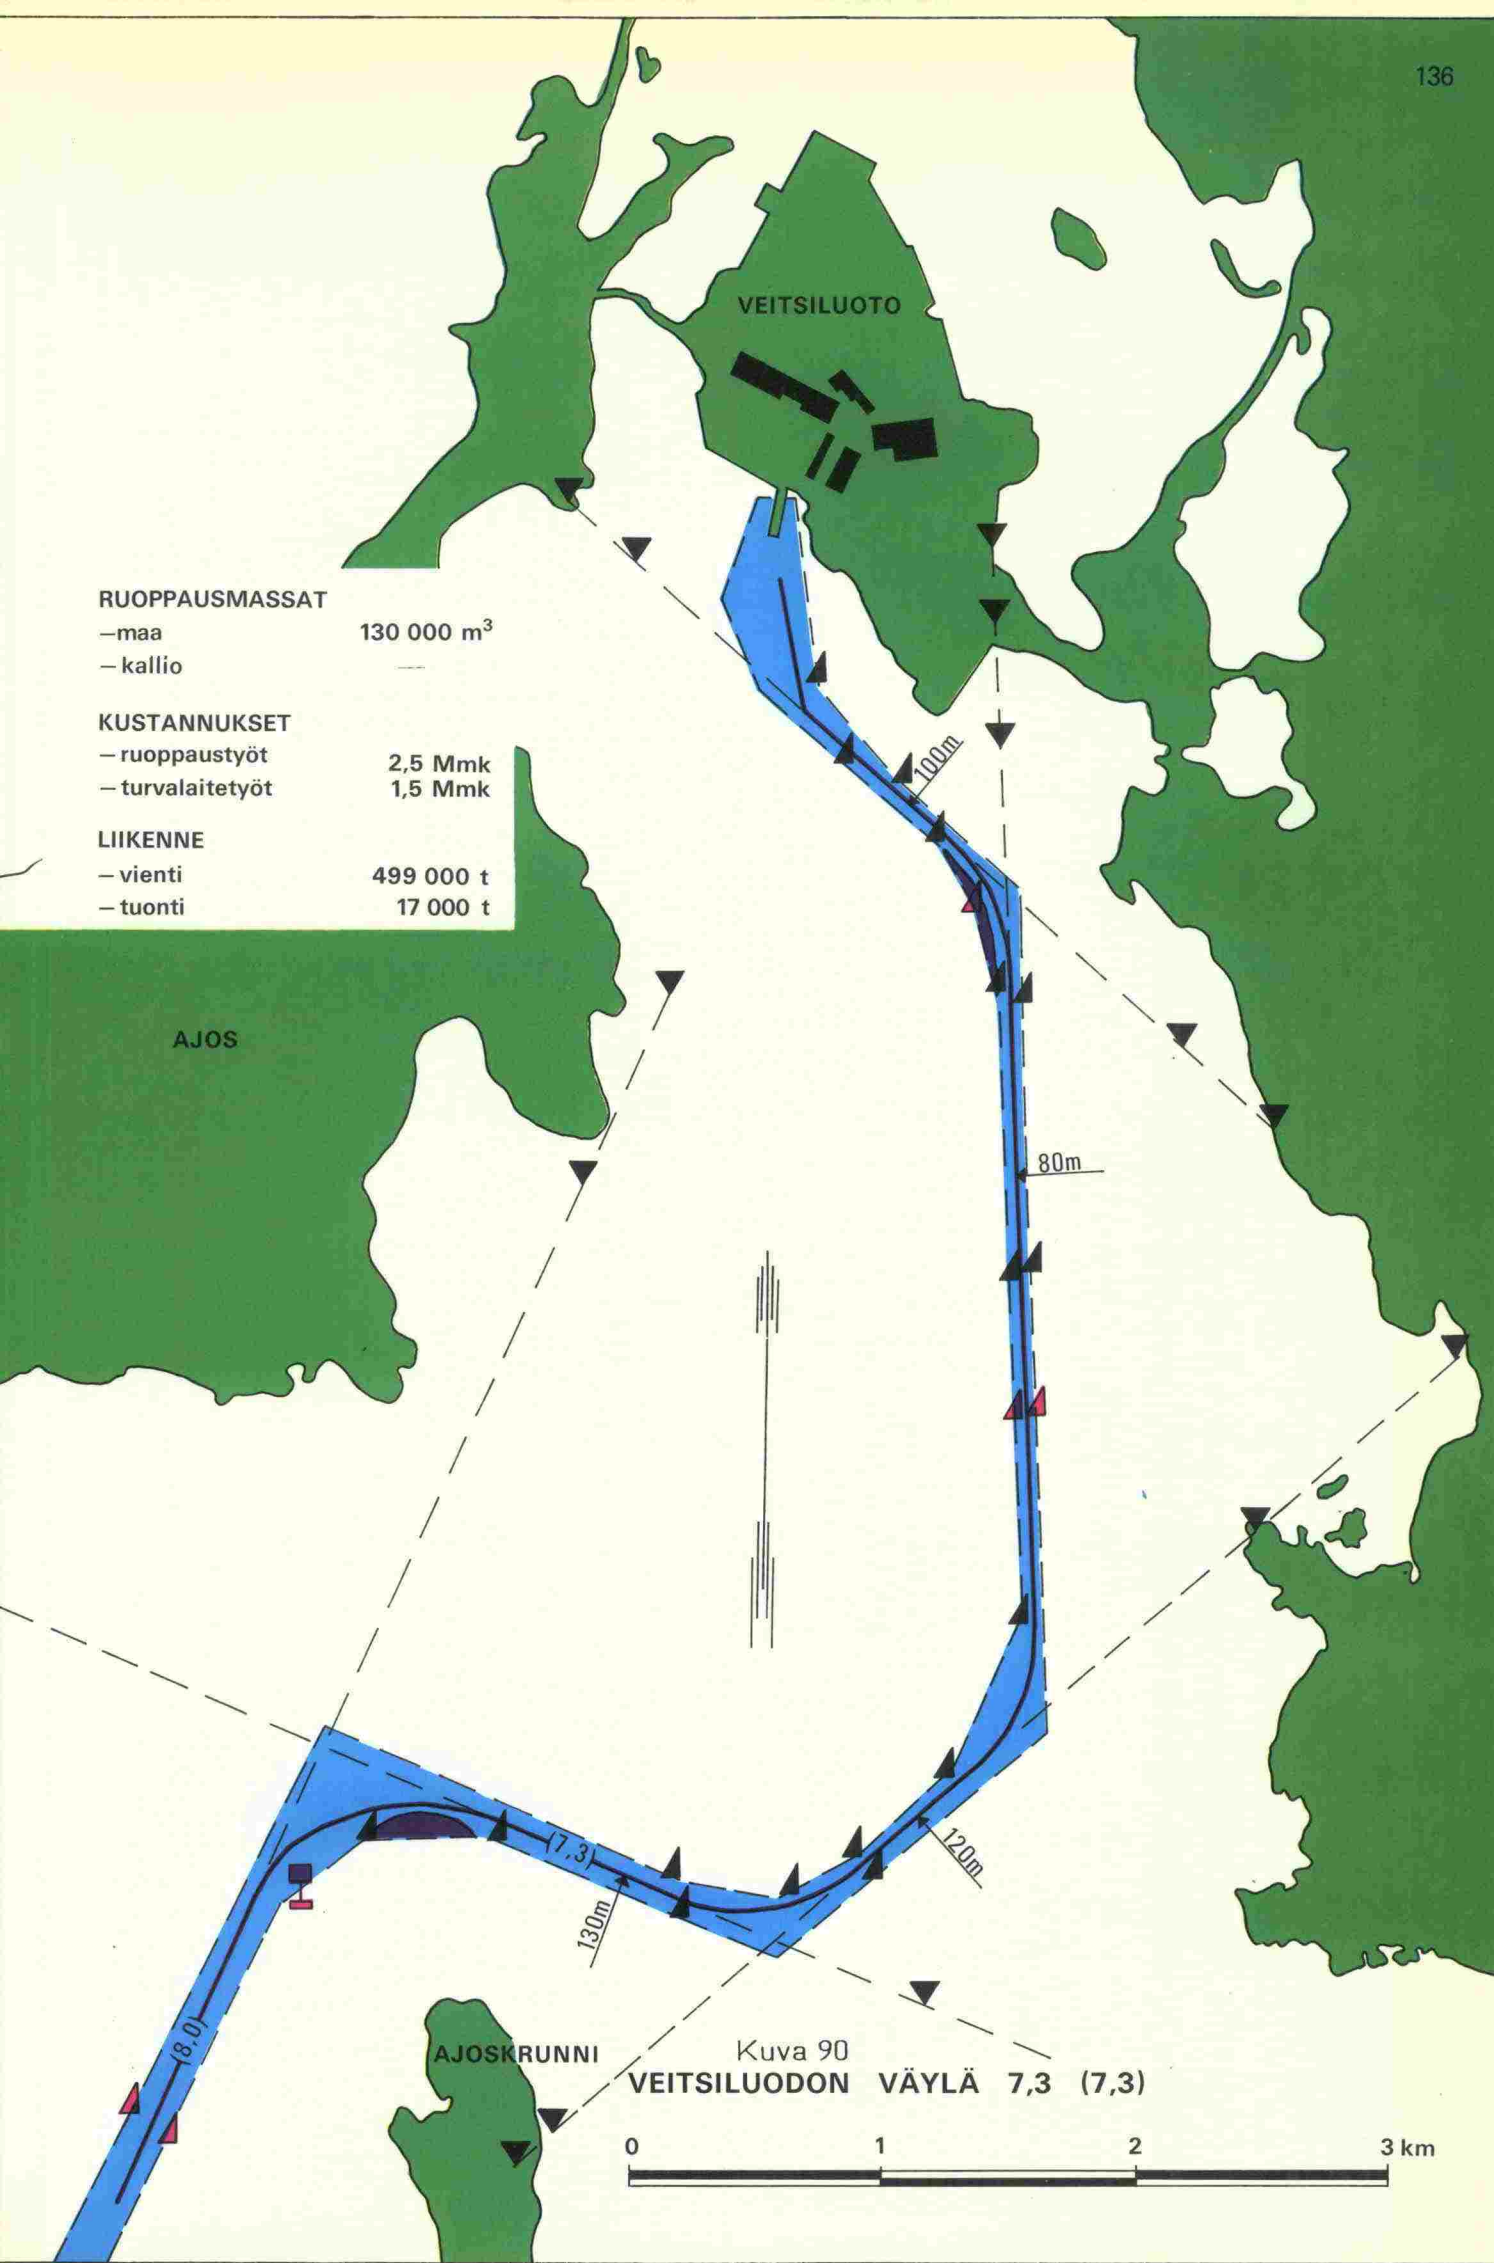 136
VEITSILUOTO
RUOPPAUSMASSAT
–maa 130 000 m³
– kallio —
KUSTANNUKSET
– ruoppaustyöt 2,5 Mmk
– turvalaitetyöt 1,5 Mmk
LIIKENNE
– vienti 499 000 t
– tuonti 17 000 t
100m
AJOS
80m
(7,3)
120m
130m
(8,0)
AJOSKRUNNI
Kuva 90
VEITSILUODON VÄYLÄ 7,3 (7,3)
0 1 2 3 km